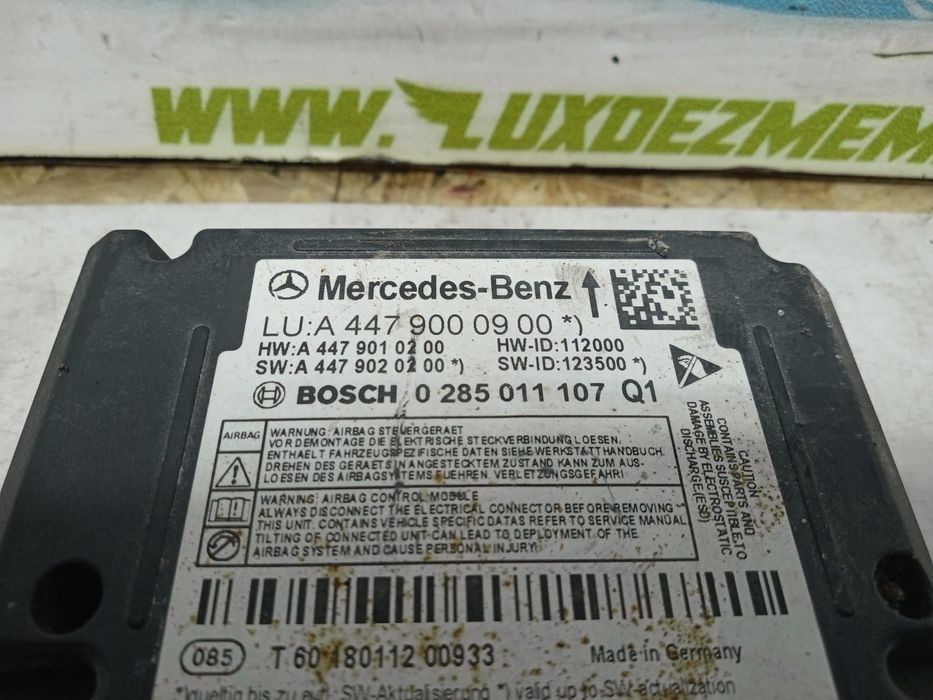 WWW.LUXDEZMEM
Mercedes-Benz
LU:A 447 900 09 00 *)
HW:A 447 901 02 00 HW-ID:112000
SW:A 447 902 02 00 *) SW-ID:123500 *)
BOSCH 0 285 011 107 Q1
AIRBAG
WARNUNG: AIRBAG STEUERGERAET
VOR DEMONTAGE DIE ELEKTRISCHE STECKVERBINDUNG LOESEN.
ENTHAELT FAHRZEUGSPEZIFISCHE DATEN SIEHE WERKSTATTHANDBUCH.
DREHEN DES GERAETS IN ANGESTECKTEM ZUSTAND KANN ZUM AUS-
LOESEN DES AIRBAGSYSTEMS FUEHREN. VERLETZUNGSGEFAHR!
WARNING: AIRBAG CONTROL MODULE
ALWAYS DISCONNECT THE ELECTRICAL CONNECTOR BEFORE REMOVING
THIS UNIT. CONTAINS VEHICLE SPECIFIC DATAS REFER TO SERVICE MANUAL.
TILTING OF CONNECTED UNIT CAN LEAD TO DEPLOYMENT OF THE
AIRBAG SYSTEM AND CAUSE PERSONAL INJURY!
CAUTION
CONTAINS PARTS AND
ASSEMBLIES SUSCEPTIBLE TO
DAMAGE BY ELECTROSTATIC
DISCHARGE (ESD)
085 T 60 180112 00933 Made in Germany
*)gueltig bis zu evtl. SW-Aktualisierung *) valid up to SW-actualization